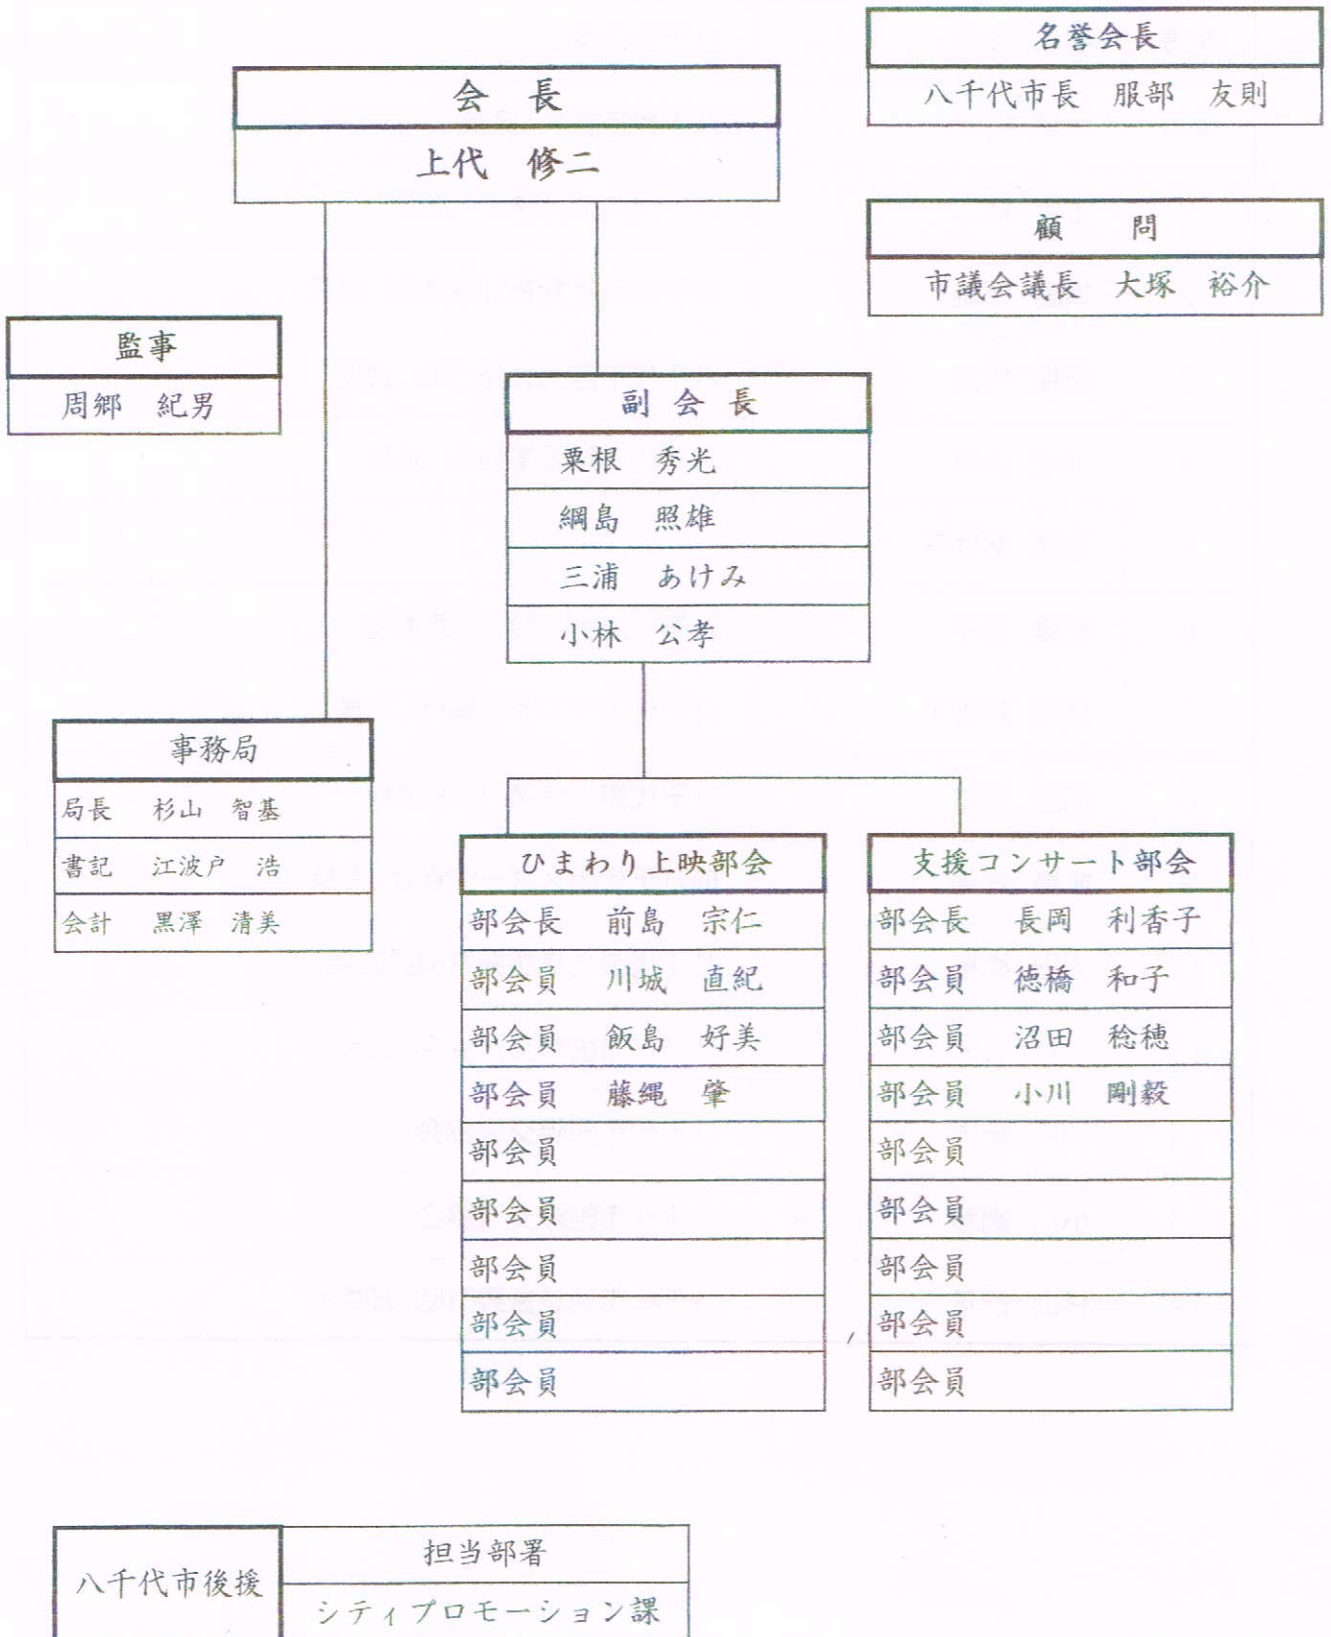 名誉会長
八千代市長　服部　友則
会　長
上代　修二
顧　問
市議会議長　大塚　裕介
監事
周郷　紀男
副　会　長
粟根　秀光
綱島　照雄
三浦　あけみ
小林　公孝
事務局
局長　杉山　智基
書記　江波戸　浩
会計　黒澤　清美
ひまわり上映部会
部会長　前島　宗仁
部会員　川城　直紀
部会員　飯島　好美
部会員　藤縄　肇
部会員
部会員
部会員
部会員
部会員
支援コンサート部会
部会長　長岡　利香子
部会員　徳橋　和子
部会員　沼田　稔穂
部会員　小川　剛毅
部会員
部会員
部会員
部会員
部会員
八千代市後援
担当部署
シティプロモーション課